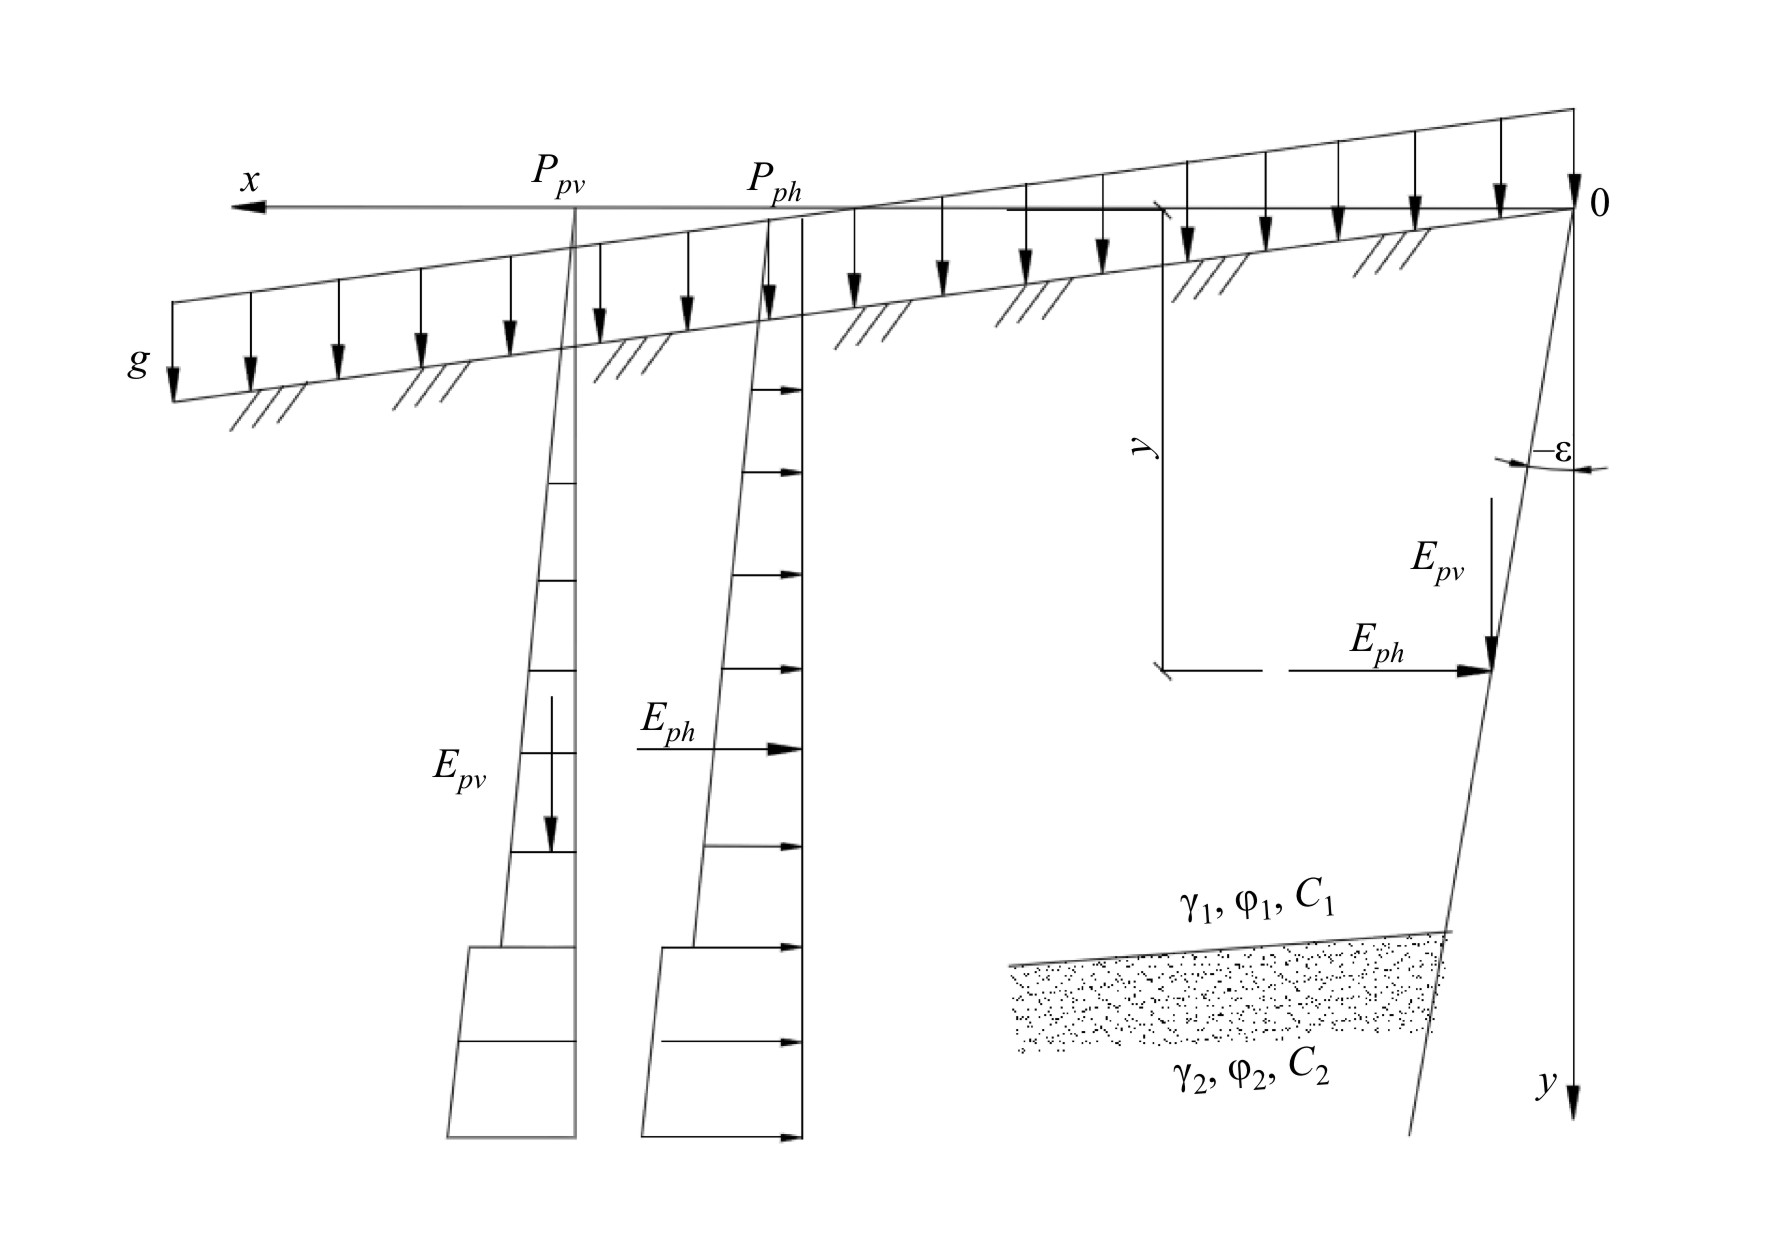 x
P_pv
P_ph
0
g
y
–ε
E_pv
E_ph
E_ph
E_pv
γ₁, φ₁, C₁
γ₂, φ₂, C₂
y